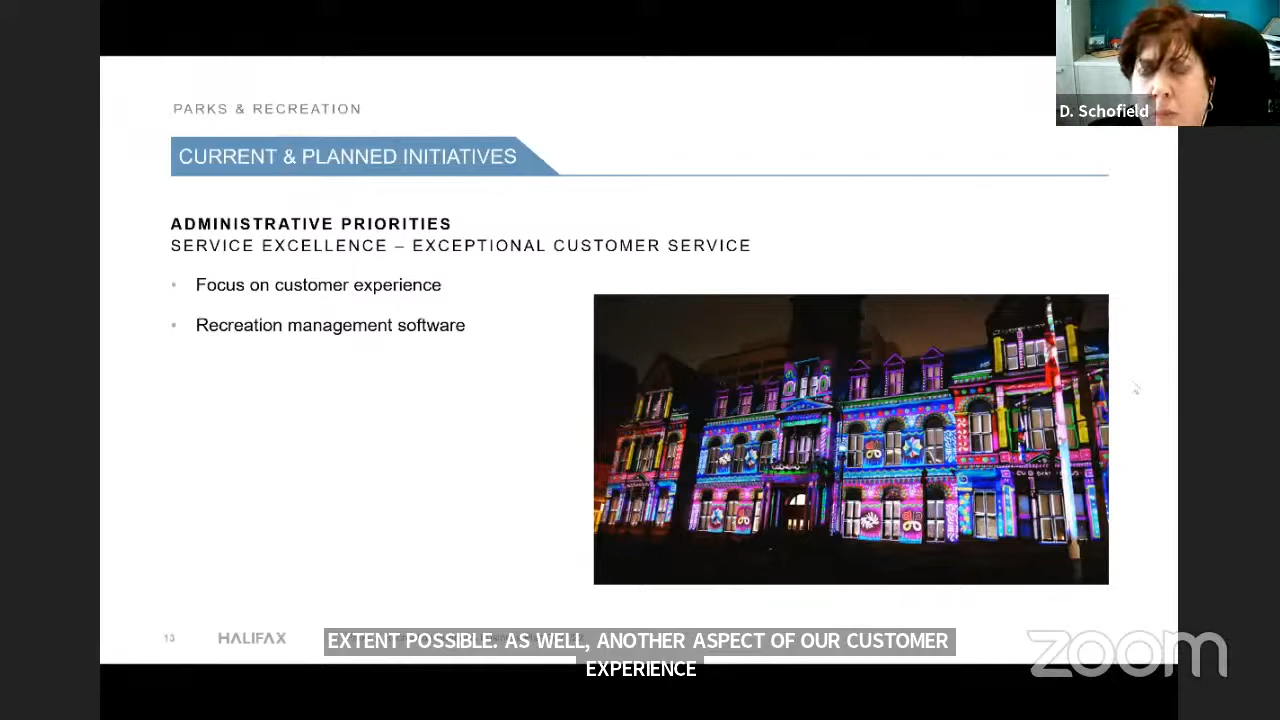 PARKS & RECREATION
D. Schofield
CURRENT & PLANNED INITIATIVES
ADMINISTRATIVE PRIORITIES
SERVICE EXCELLENCE – EXCEPTIONAL CUSTOMER SERVICE
• Focus on customer experience
• Recreation management software
13
HALIFAX
EXTENT POSSIBLE. AS WELL, ANOTHER ASPECT OF OUR CUSTOMER
EXPERIENCE
zoom